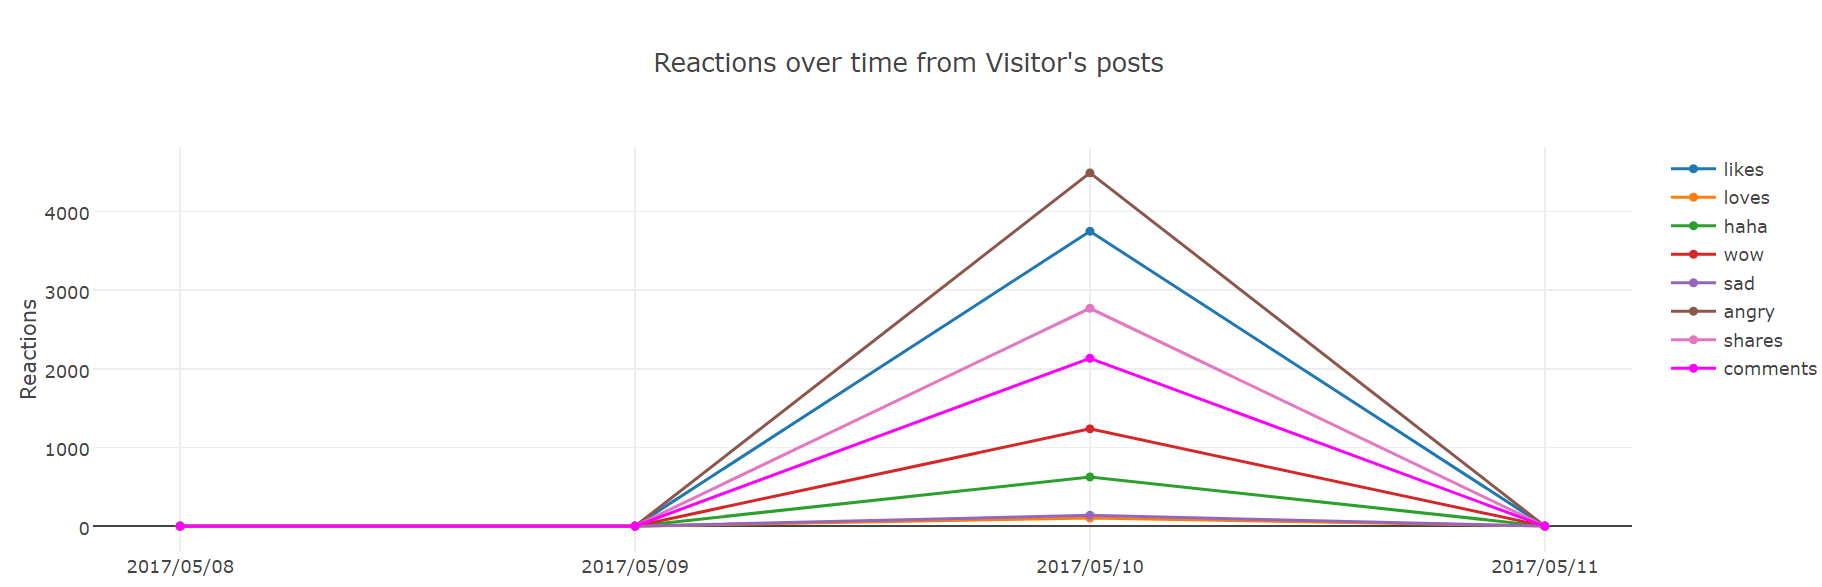 Reactions over time from Visitor's posts
4000
3000
2000
1000
0
Reactions
2017/05/08
2017/05/09
2017/05/10
2017/05/11
likes
loves
haha
wow
sad
angry
shares
comments